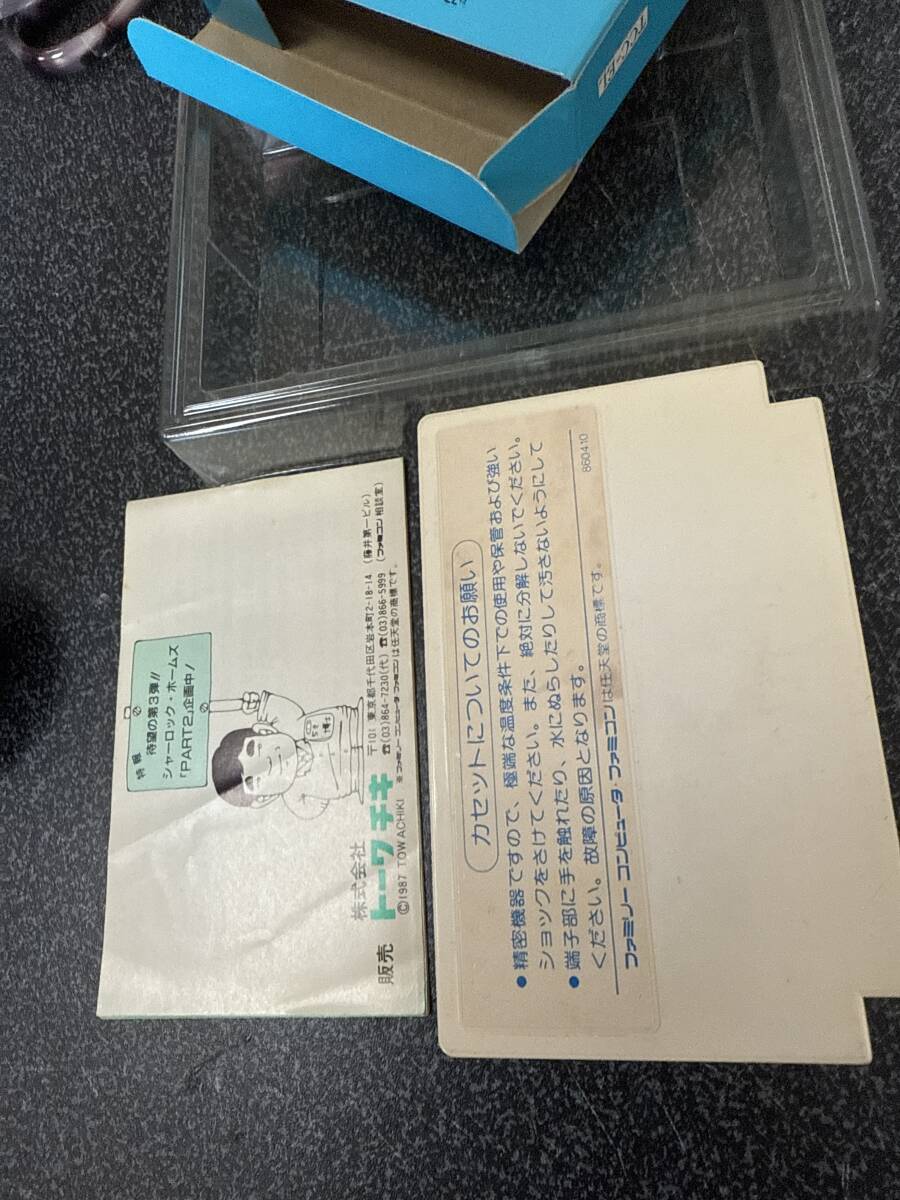 TCC-EI
特報
待望の第3弾!!
シャーロック・ホームズ
「PART2」企画中!
販売
株式会社
トーワチキ
©1987 TOWACHIKI
〒101 東京都千代田区岩本町2-18-14 (藤井第一ビル)
☎(03)864-7230(代) ☎(03)866-5999 (ファミコン相談室)
※ファミリーコンピュータ ファミコンは任天堂の商標です。
カセットについてのお願い
●精密機器ですので、極端な温度条件下での使用や保管および強い
ショックをさけてください。また、絶対に分解しないでください。
●端子部に手を触れたり、水にぬらしたりして汚さないようにして
ください。故障の原因となります。
860410
ファミリーコンピュータ・ファミコンは任天堂の商標です。